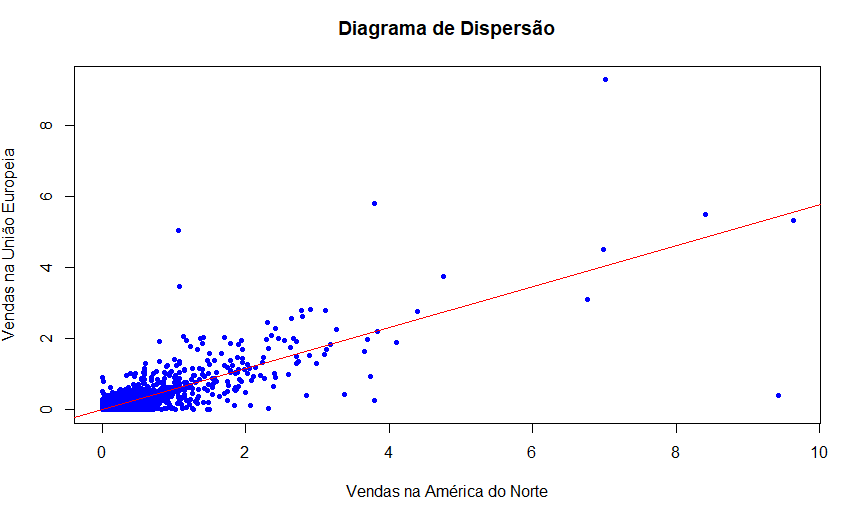 Diagrama de Dispersão
Vendas na União Europeia
8
6
4
2
0
0 2 4 6 8 10
Vendas na América do Norte